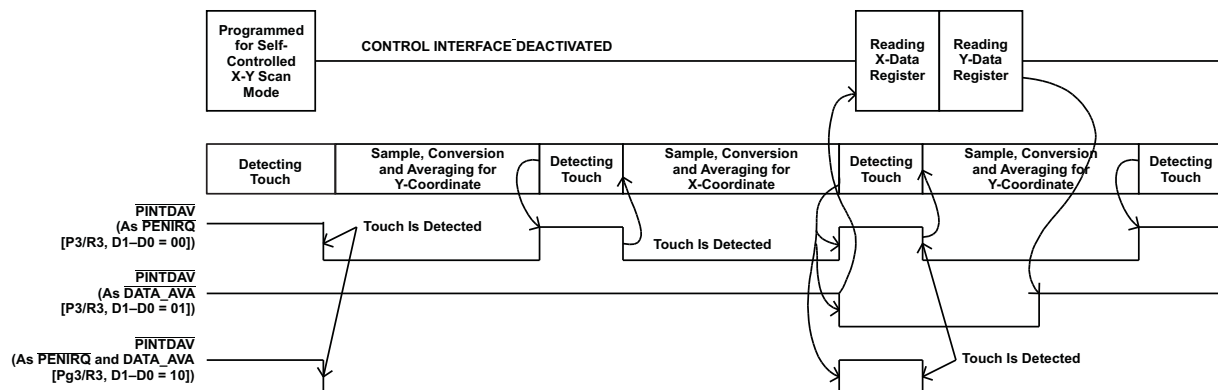 Programmed
for Self-
Controlled
X-Y Scan
Mode
CONTROL INTERFACE DEACTIVATED
Reading
X-Data
Register
Reading
Y-Data
Register
Detecting
Touch
Sample, Conversion
and Averaging for
Y-Coordinate
Detecting
Touch
Sample, Conversion
and Averaging for
X-Coordinate
Detecting
Touch
Sample, Conversion
and Averaging for
Y-Coordinate
Detecting
Touch
PINTDAV
(As PENIRQ
[P3/R3, D1–D0 = 00])
Touch Is Detected
Touch Is Detected
PINTDAV
(As DATA_AVA
[P3/R3, D1–D0 = 01])
PINTDAV
(As PENIRQ and DATA_AVA
[Pg3/R3, D1–D0 = 10])
Touch Is Detected